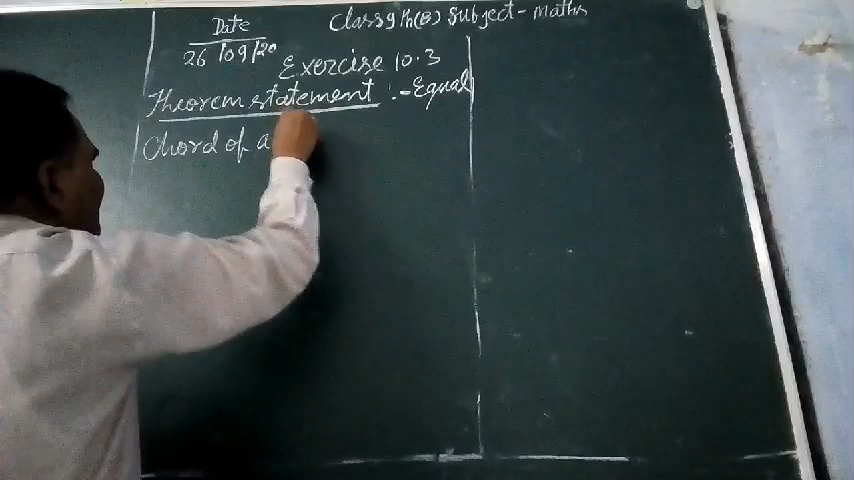 Class 9th(B) Subject - maths
Date
26/09/20
Exercise 10.3
Theorem statement :- Equal
Chord of a